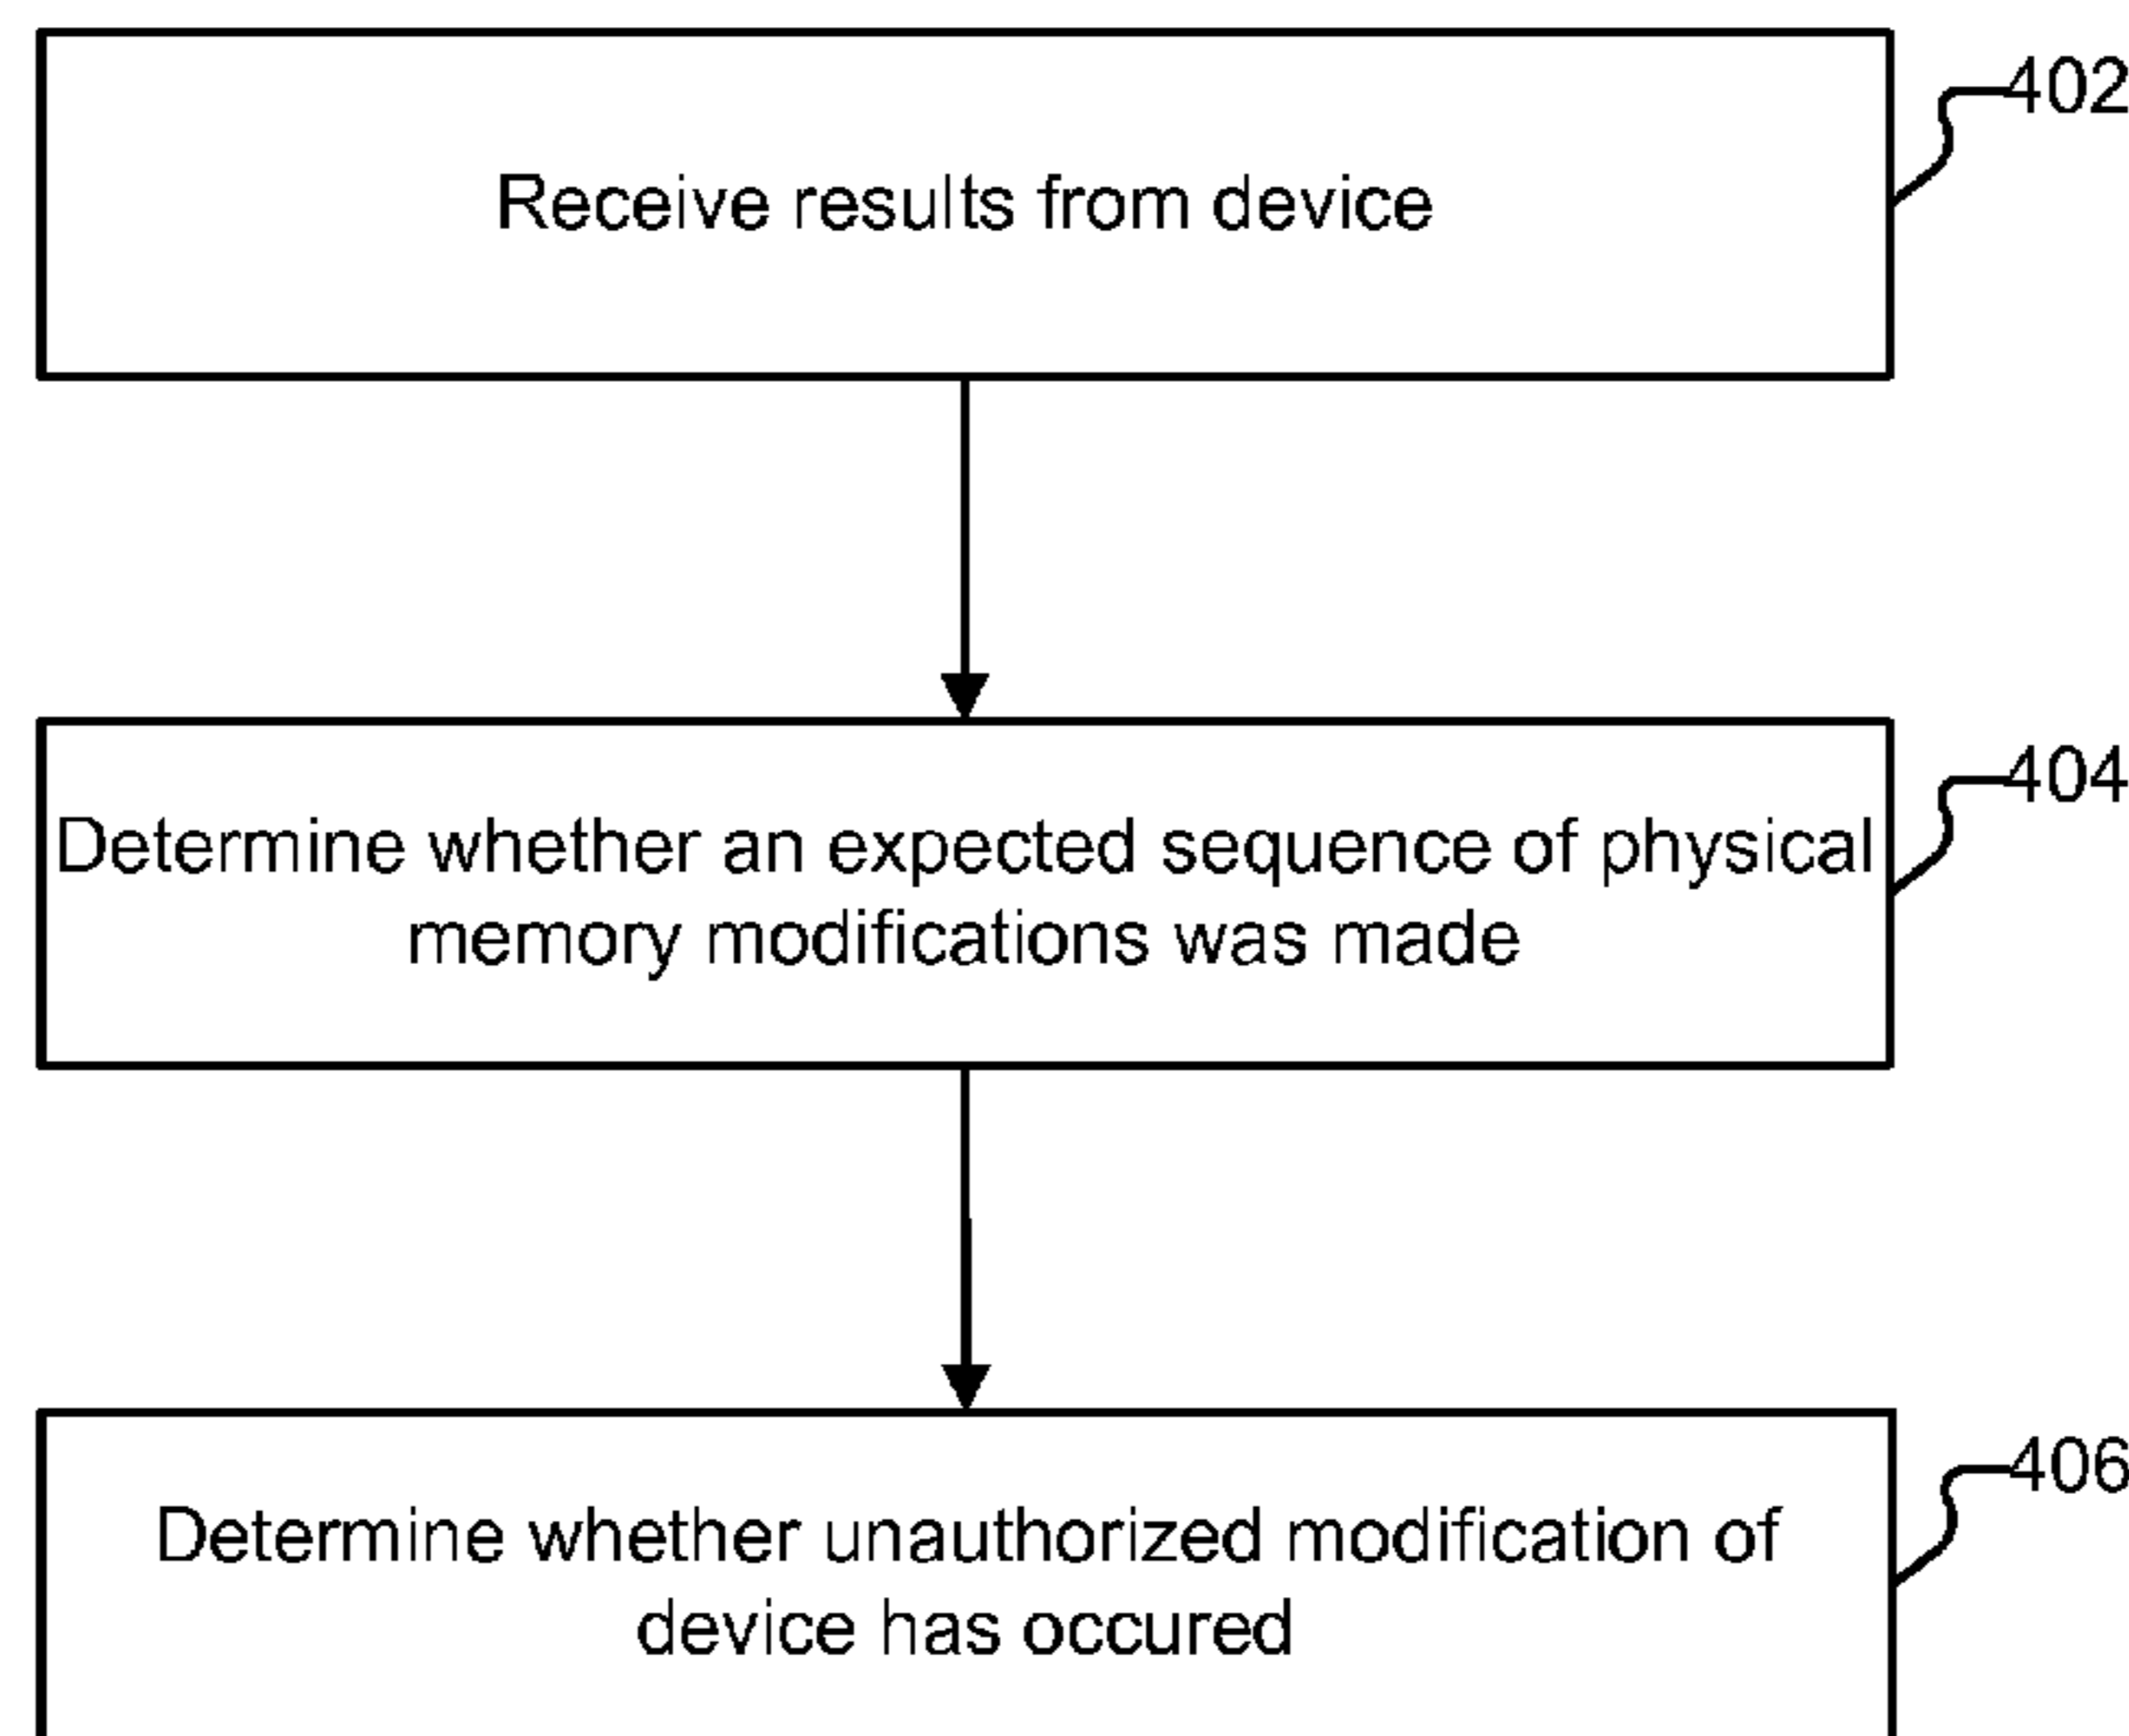 402
Receive results from device
404
Determine whether an expected sequence of physical
memory modifications was made
406
Determine whether unauthorized modification of
device has occured